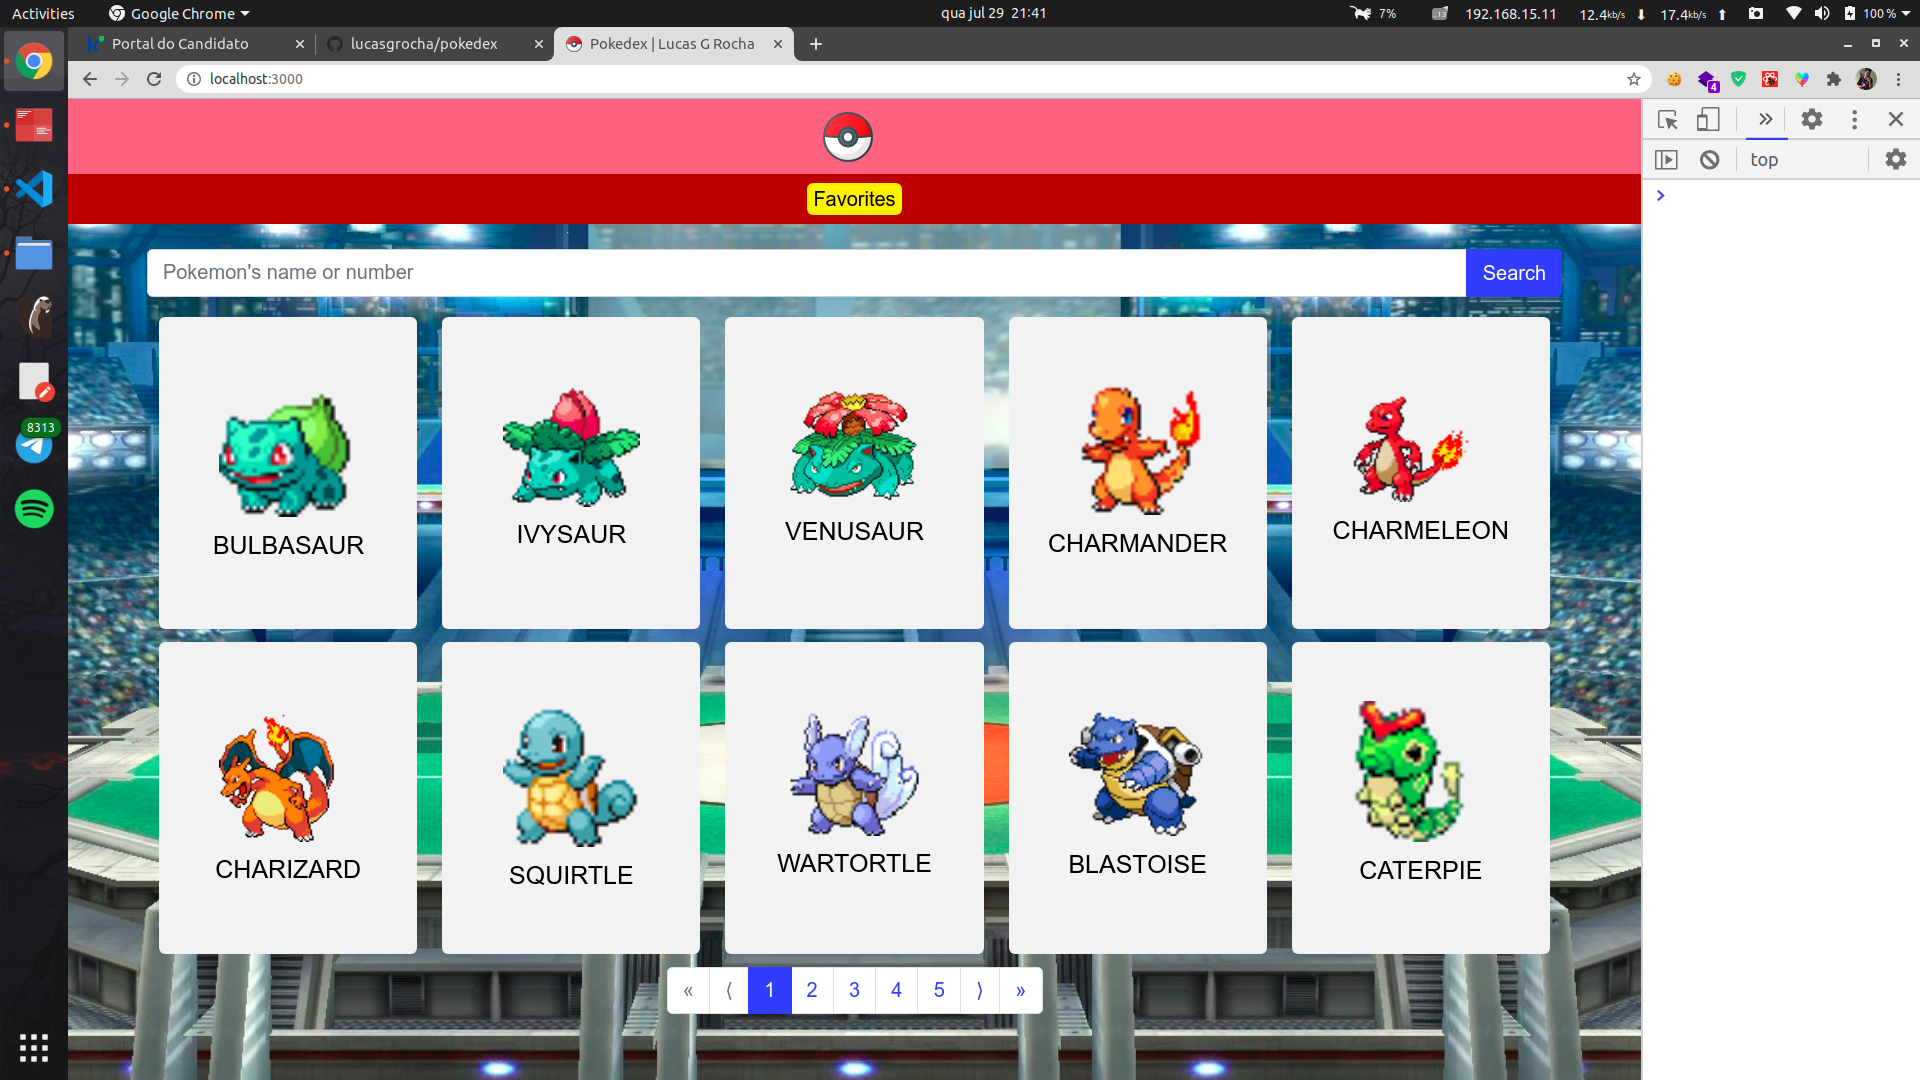 Activities Google Chrome qua jul 29 21:41 7% 192.168.15.11 12.4kb/s 17.4kb/s 100 %
Portal do Candidato lucasgrocha/pokedex Pokedex | Lucas G Rocha
localhost:3000 4
top
Favorites
Pokemon's name or number Search
BULBASAUR IVYSAUR VENUSAUR CHARMANDER CHARMELEON
8313
CHARIZARD SQUIRTLE WARTORTLE BLASTOISE CATERPIE
« ⟨ 1 2 3 4 5 ⟩ »